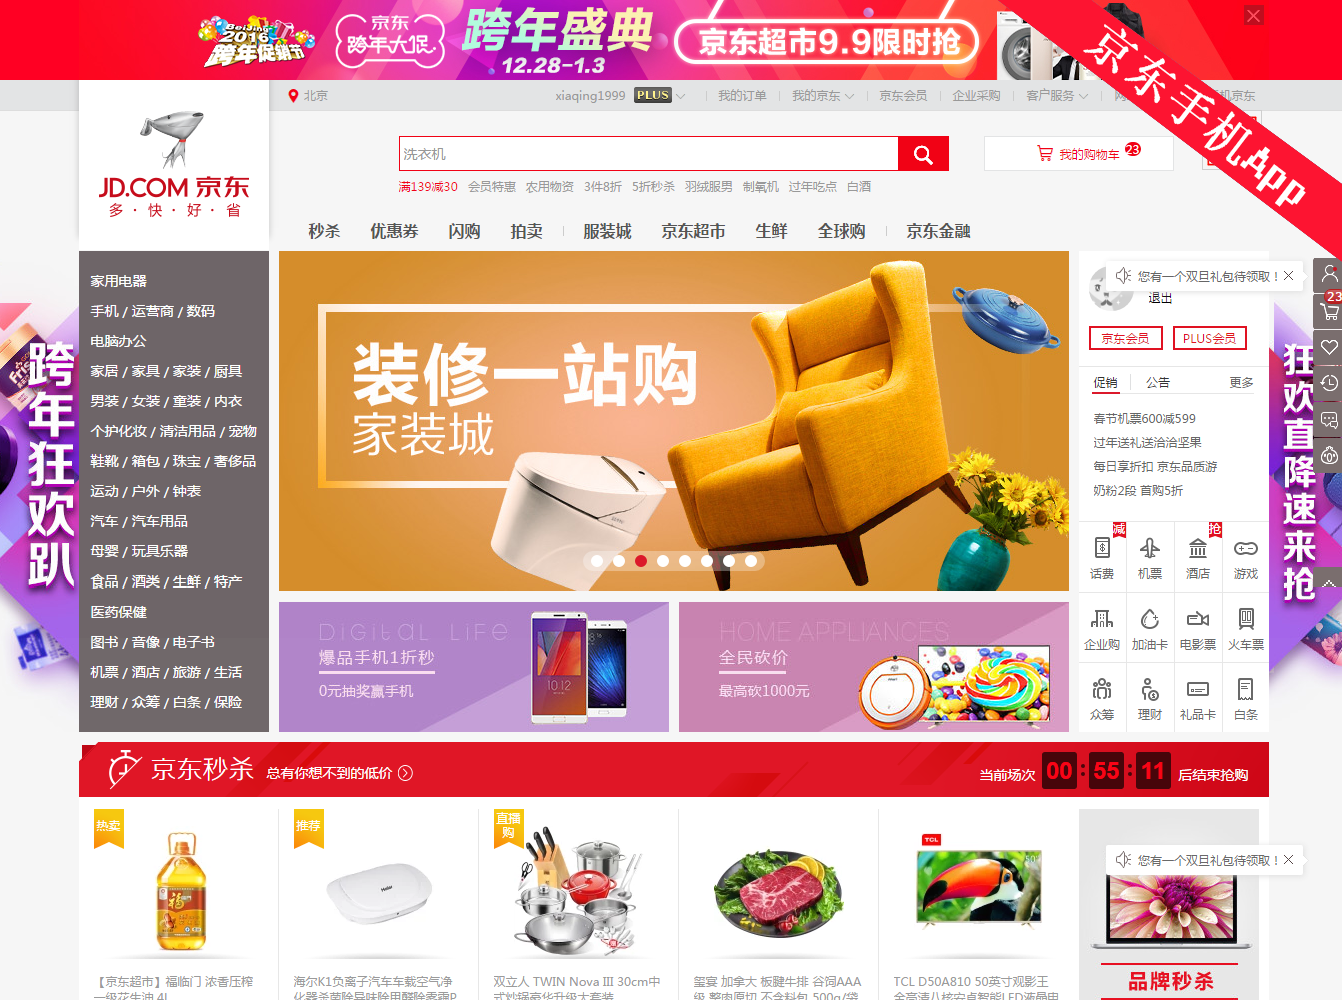 Beijing
2016
跨年促销节
京东
跨年大促
跨年盛典
12.28-1.3
京东超市9.9限时抢
京东手机App
北京
xiaqing1999 PLUS 我的订单 我的京东 京东会员 企业采购 客户服务
JD.COM 京东
多·快·好·省
洗衣机
我的购物车 23
满139减30 会员特惠 农用物资 3件8折 5折秒杀 羽绒服男 制氧机 过年吃点 白酒
秒杀 优惠券 闪购 拍卖 服装城 京东超市 生鲜 全球购 京东金融
家用电器
手机 / 运营商 / 数码
电脑办公
家居 / 家具 / 家装 / 厨具
男装 / 女装 / 童装 / 内衣
个护化妆 / 清洁用品 / 宠物
鞋靴 / 箱包 / 珠宝 / 奢侈品
运动 / 户外 / 钟表
汽车 / 汽车用品
母婴 / 玩具乐器
食品 / 酒类 / 生鲜 / 特产
医药保健
图书 / 音像 / 电子书
机票 / 酒店 / 旅游 / 生活
理财 / 众筹 / 白条 / 保险
跨年狂欢趴
装修一站购
家装城
DIGITAL LIFE
爆品手机1折秒
0元抽奖赢手机
HOME APPLIANCES
全民砍价
最高砍1000元
您有一个双旦礼包待领取！
退出
京东会员 PLUS会员
促销 公告 更多
春节机票600减599
过年送礼送洽洽坚果
每日享折扣 京东品质游
奶粉2段 首购5折
减 抢
话费 机票 酒店 游戏
企业购 加油卡 电影票 火车票
众筹 理财 礼品卡 白条
23
狂欢直降速来抢
京东秒杀 总有你想不到的低价
当前场次 00 : 55 : 11 后结束抢购
热卖
推荐
直播购
福
Haier
TCL
50"
【京东超市】福临门 浓香压榨
一级花生油 4L
海尔K1负离子汽车车载空气净
化器杀菌除异味除甲醛除雾霾P
双立人 TWIN Nova III 30cm中
式炒锅豪华升级大套装
玺宴 加拿大 板腱牛排 谷饲AAA
级 整肉原切 不含料包 500g/袋
TCL D50A810 50英寸观影王
全高清八核安卓智能LED液晶电
您有一个双旦礼包待领取！
品牌秒杀